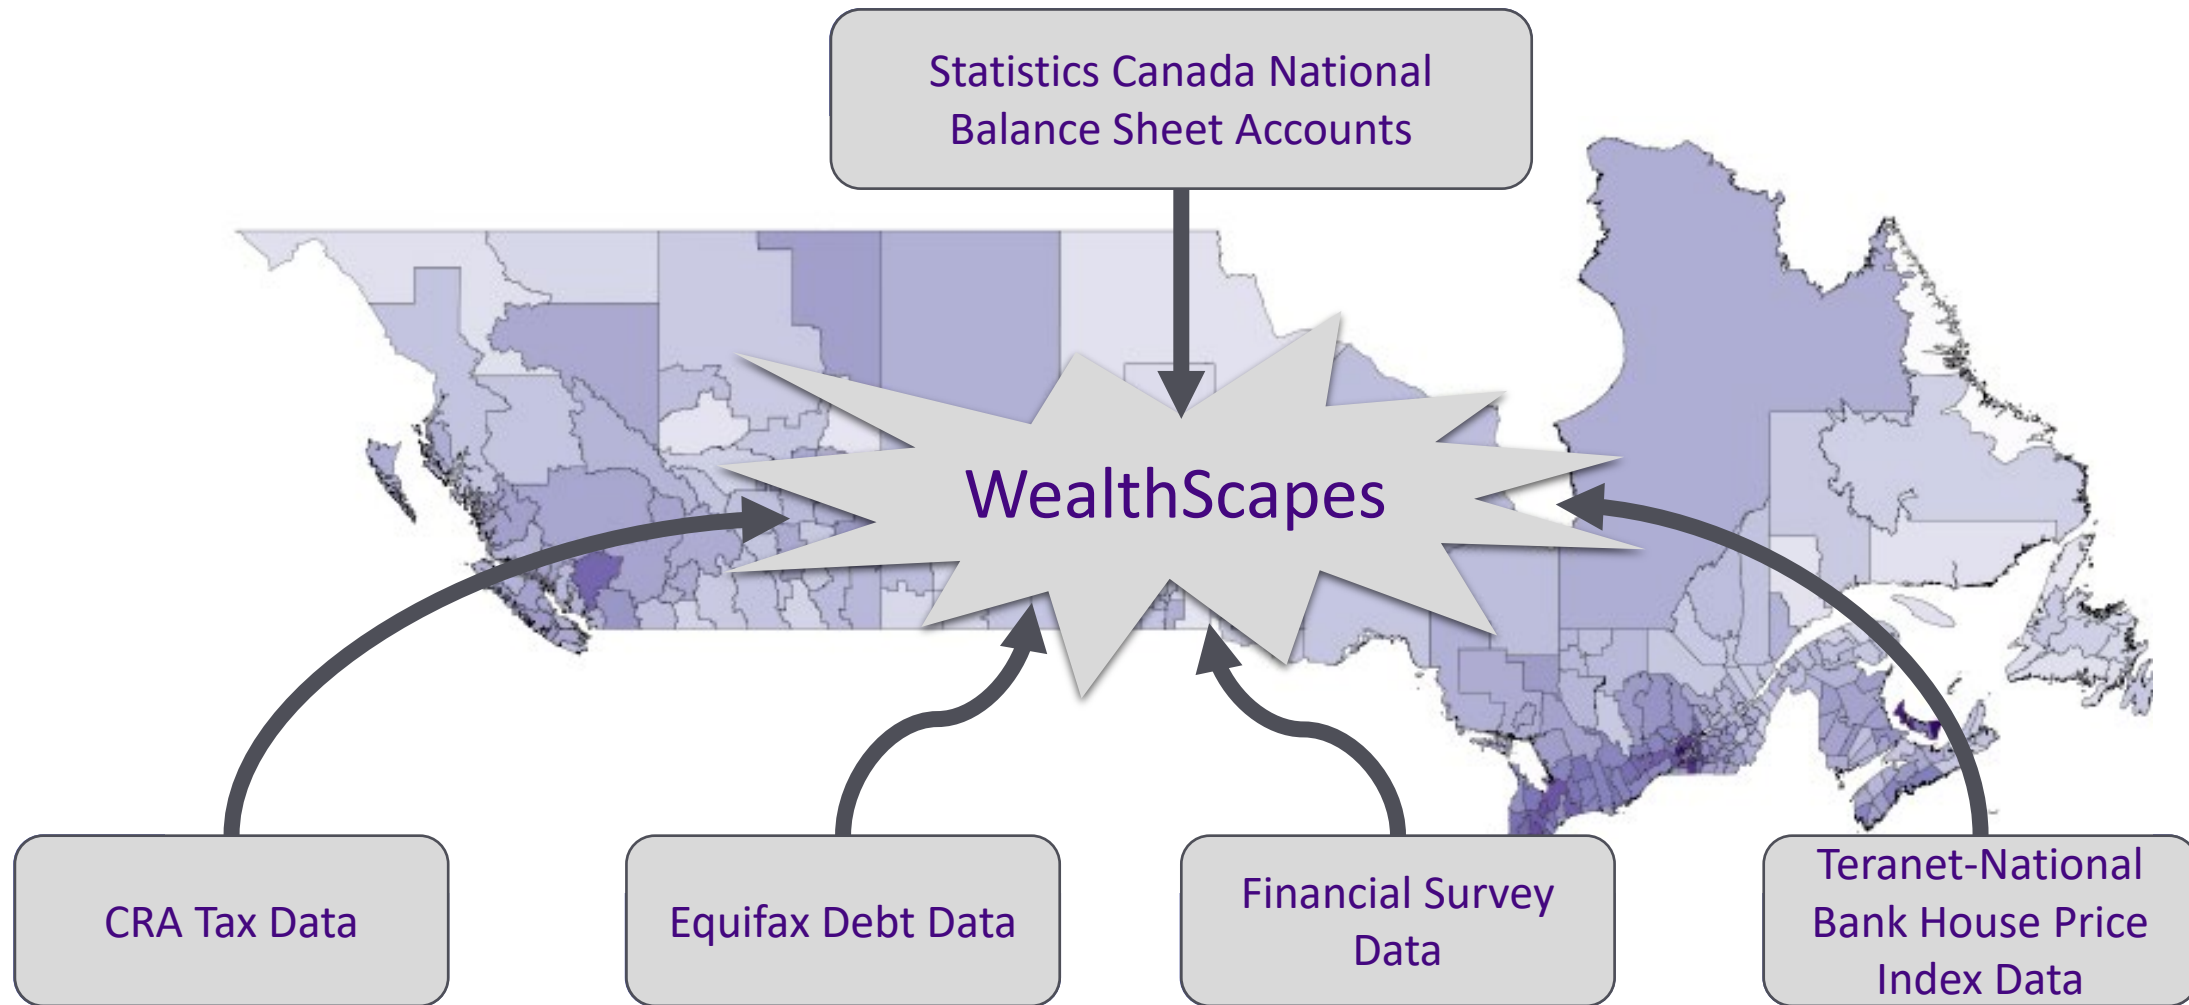 Statistics Canada National
Balance Sheet Accounts
WealthScapes
CRA Tax Data
Equifax Debt Data
Financial Survey
Data
Teranet-National
Bank House Price
Index Data